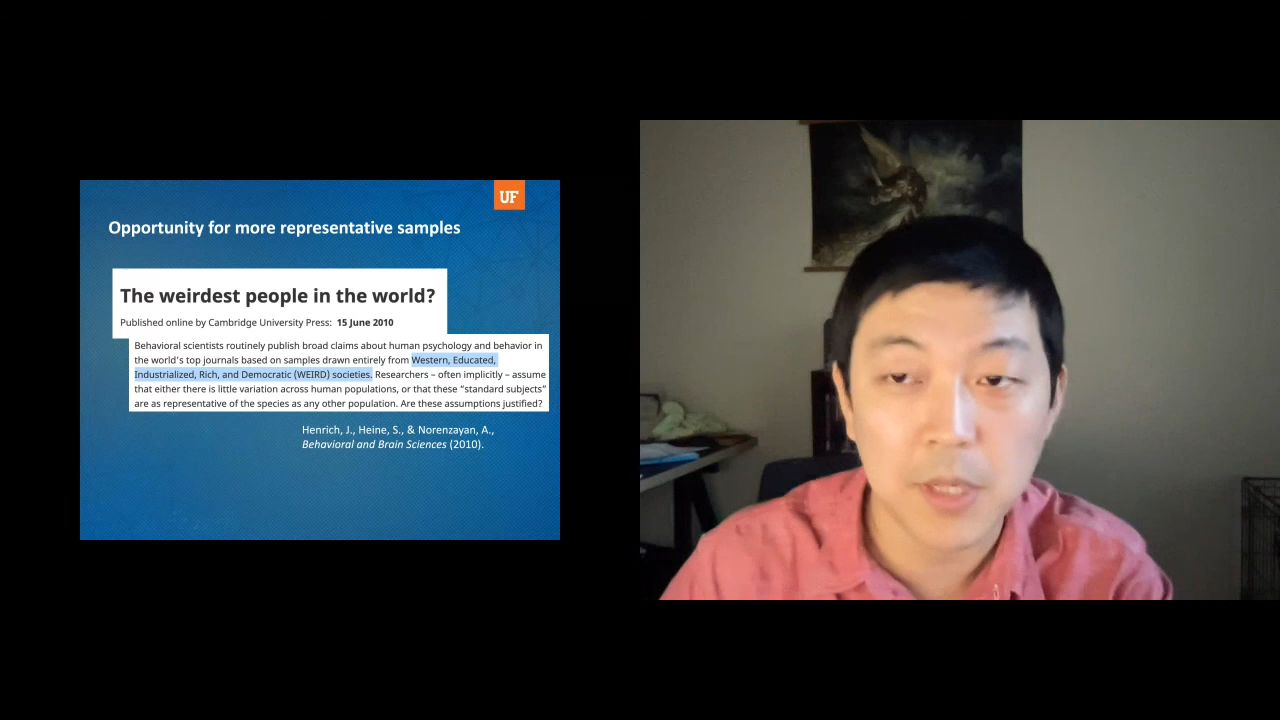 UF
Opportunity for more representative samples
The weirdest people in the world?
Published online by Cambridge University Press: 15 June 2010
Behavioral scientists routinely publish broad claims about human psychology and behavior in
the world's top journals based on samples drawn entirely from Western, Educated,
Industrialized, Rich, and Democratic (WEIRD) societies. Researchers – often implicitly – assume
that either there is little variation across human populations, or that these “standard subjects”
are as representative of the species as any other population. Are these assumptions justified?
Henrich, J., Heine, S., & Norenzayan, A.,
Behavioral and Brain Sciences (2010).